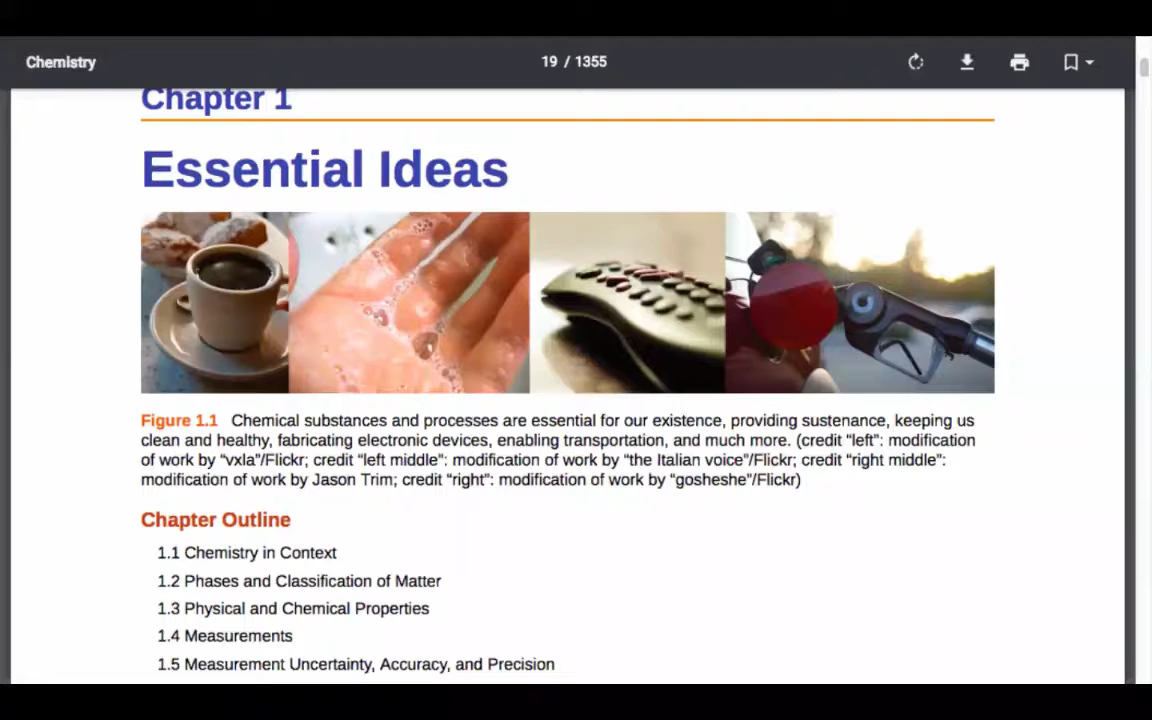 Chemistry
19 / 1355
Chapter 1
Essential Ideas
Figure 1.1 Chemical substances and processes are essential for our existence, providing sustenance, keeping us
clean and healthy, fabricating electronic devices, enabling transportation, and much more. (credit “left”: modification
of work by “vxla”/Flickr; credit “left middle”: modification of work by “the Italian voice”/Flickr; credit “right middle”:
modification of work by Jason Trim; credit “right”: modification of work by “gosheshe”/Flickr)
Chapter Outline
1.1 Chemistry in Context
1.2 Phases and Classification of Matter
1.3 Physical and Chemical Properties
1.4 Measurements
1.5 Measurement Uncertainty, Accuracy, and Precision